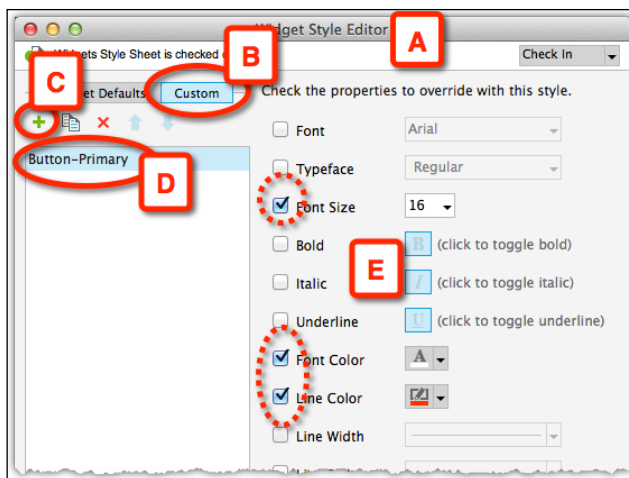 Widget Style Editor
A
Widgets Style Sheet is checked
B
Check In
C
et Defaults
Custom
Check the properties to override with this style.
Font
Arial
Button-Primary
D
Typeface
Regular
Font Size
16
Bold
B
(click to toggle bold)
E
Italic
I
(click to toggle italic)
Underline
U
(click to toggle underline)
Font Color
A
Line Color
Line Width